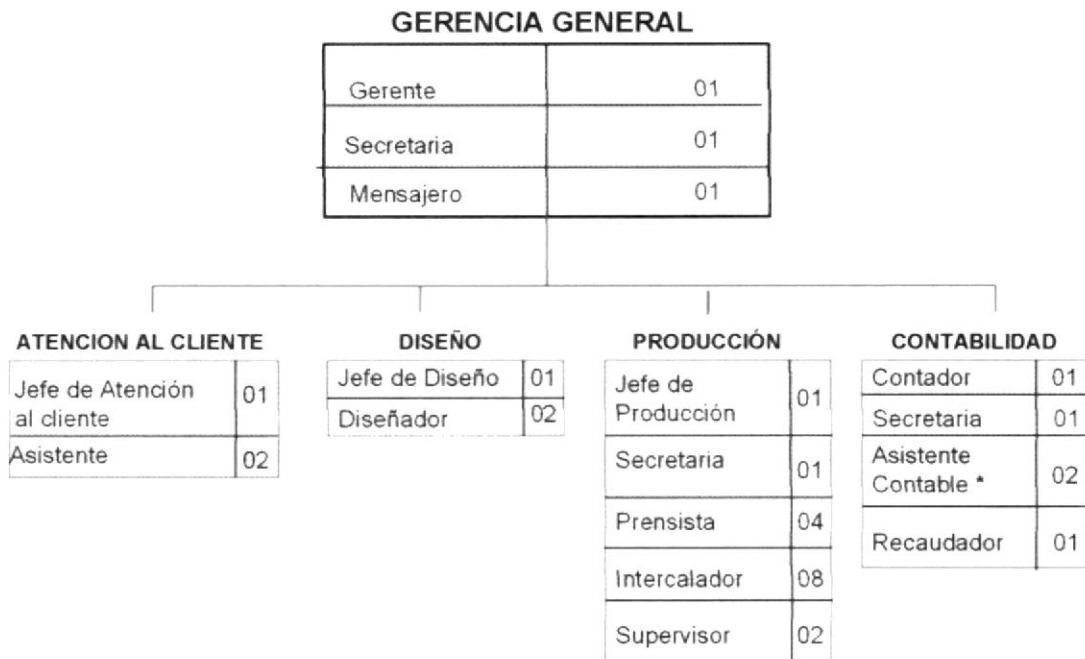 GERENCIA GENERAL
Gerente 01
Secretaria 01
Mensajero 01
ATENCION AL CLIENTE
Jefe de Atención
al cliente 01
Asistente 02
DISEÑO
Jefe de Diseño 01
Diseñador 02
PRODUCCIÓN
Jefe de
Producción 01
Secretaria 01
Prensista 04
Intercalador 08
Supervisor 02
CONTABILIDAD
Contador 01
Secretaria 01
Asistente
Contable * 02
Recaudador 01